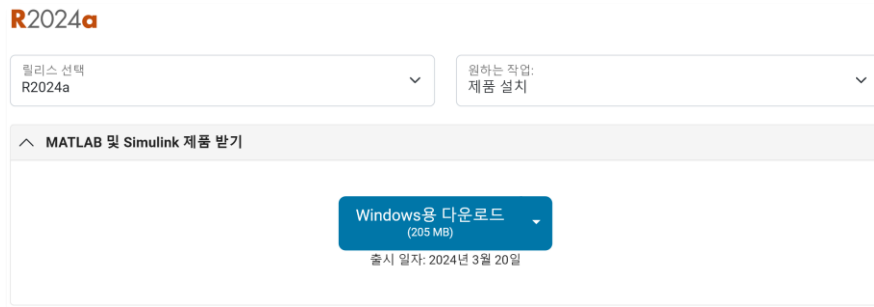 R2024a
릴리스 선택
R2024a
원하는 작업:
제품 설치
MATLAB 및 Simulink 제품 받기
Windows용 다운로드
(205 MB)
출시 일자: 2024년 3월 20일